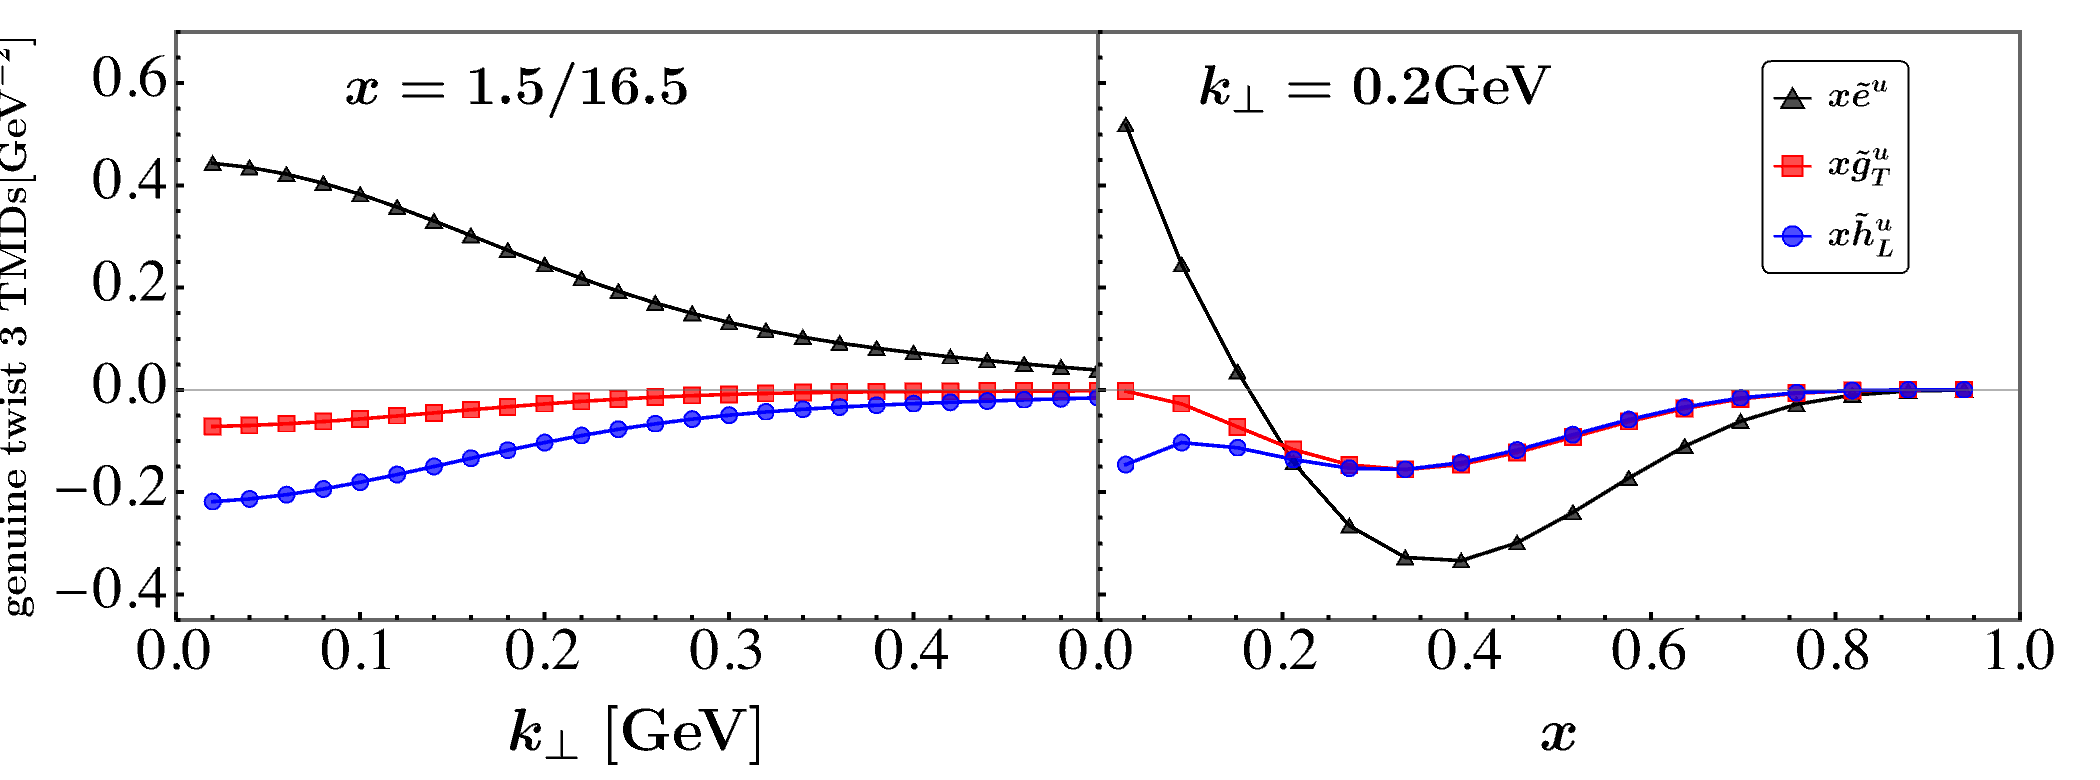 genuine twist 3 TMDs[GeV⁻²]
0.6
0.4
0.2
0.0
−0.2
−0.4
x = 1.5/16.5
k⊥ = 0.2GeV
xẽᵘ
xg̃ᵘ_T
xh̃ᵘ_L
0.0 0.1 0.2 0.3 0.4 0.0 0.2 0.4 0.6 0.8 1.0
k⊥ [GeV]
x